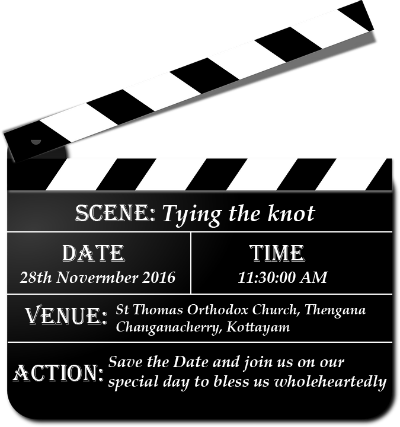 SCENE: Tying the knot
DATE TIME
28th Novermber 2016 11:30:00 AM
VENUE: St Thomas Orthodox Church, Thengana
Changanacherry, Kottayam
ACTION: Save the Date and join us on our
special day to bless us wholeheartedly